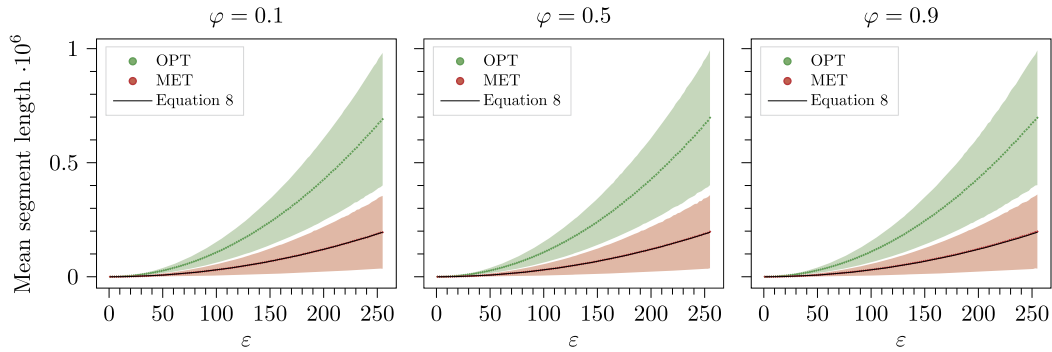 φ = 0.1
φ = 0.5
φ = 0.9
Mean segment length ·10⁶
1
0.5
0
OPT
MET
Equation 8
OPT
MET
Equation 8
OPT
MET
Equation 8
0 50 100 150 200 250
0 50 100 150 200 250
0 50 100 150 200 250
ε
ε
ε